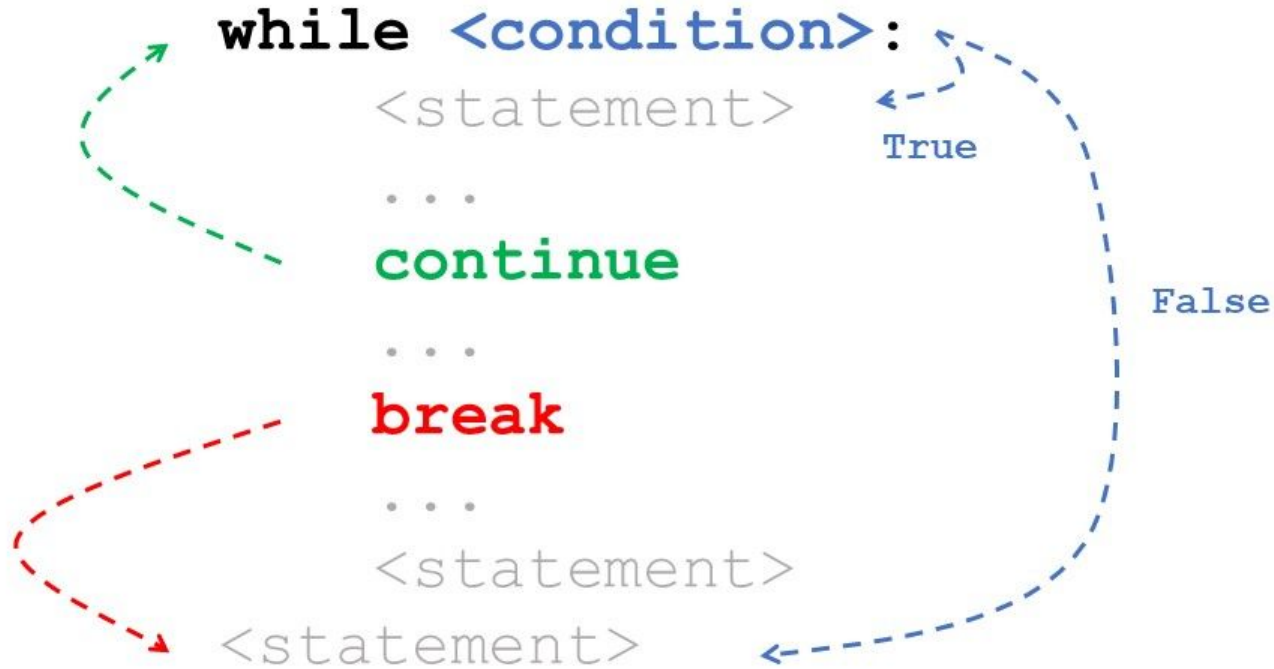 while <condition>:
<statement>
True
...
continue
False
...
break
...
<statement>
<statement>